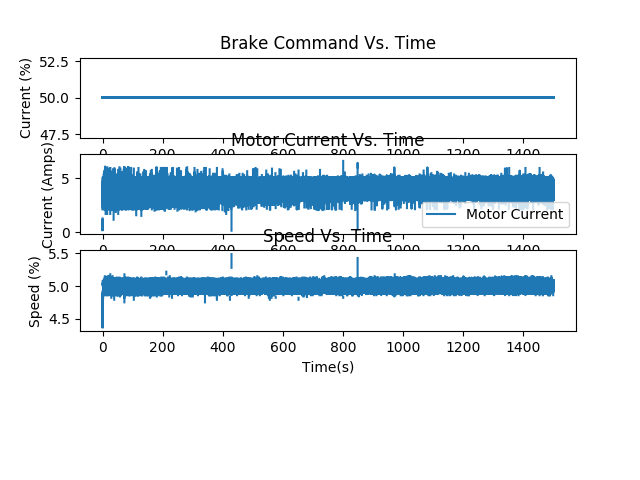 Brake Command Vs. Time
Current (%)
52.5
50.0
47.5
0 200 400 600 800 1000 1200 1400
Motor Current Vs. Time
Current (Amps)
5
0
Motor Current
0 200 400 600 800 1000 1200 1400
Speed Vs. Time
Speed (%)
5.5
5.0
4.5
0 200 400 600 800 1000 1200 1400
Time(s)